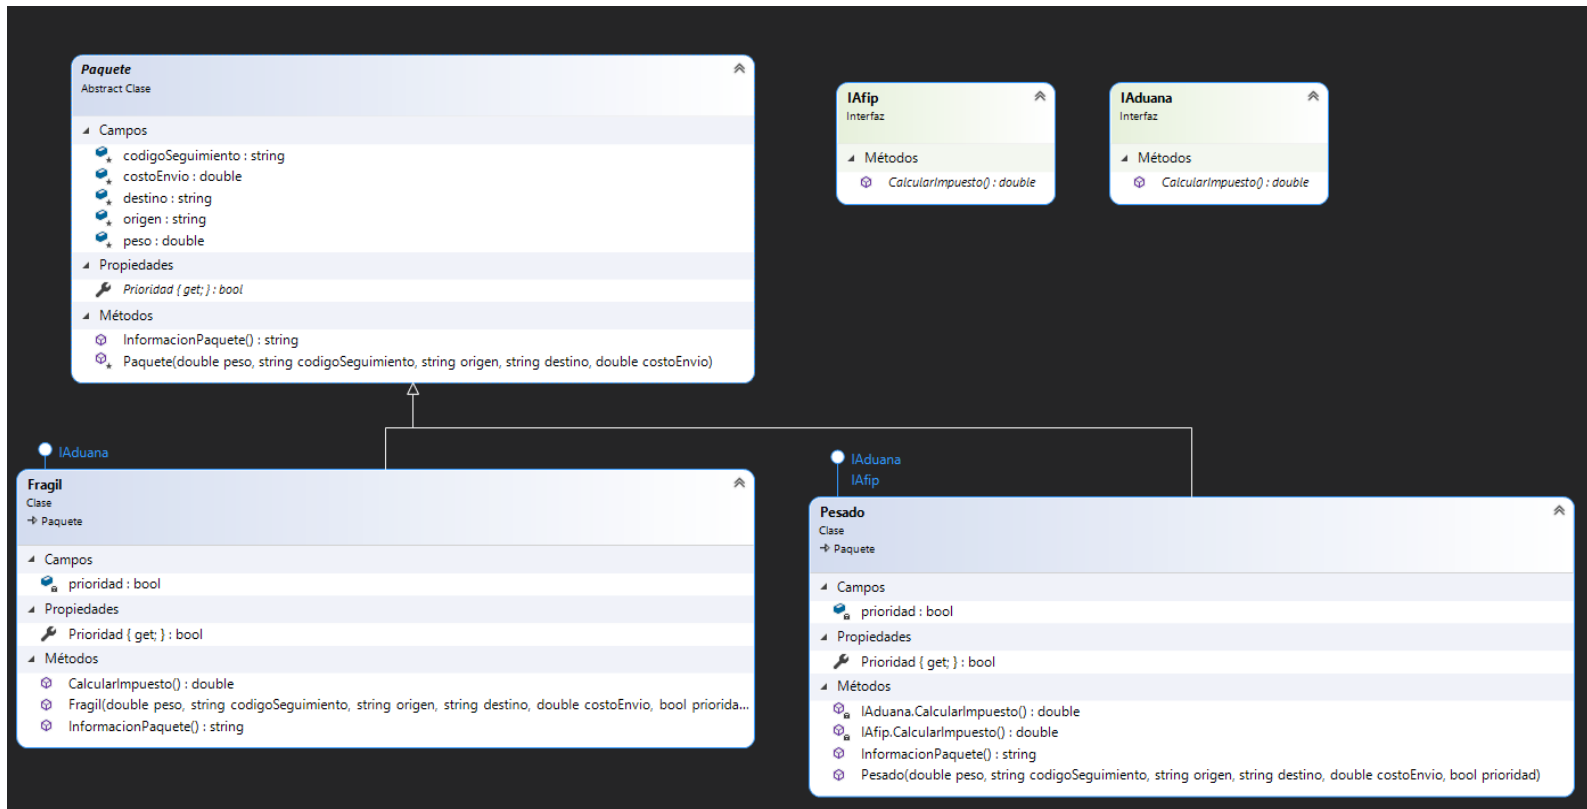 Paquete
Abstract Clase
Campos
codigoSeguimiento : string
costoEnvio : double
destino : string
origen : string
peso : double
Propiedades
Prioridad { get; } : bool
Métodos
InformacionPaquete() : string
Paquete(double peso, string codigoSeguimiento, string origen, string destino, double costoEnvio)
IAfip
Interfaz
Métodos
CalcularImpuesto() : double
IAduana
Interfaz
Métodos
CalcularImpuesto() : double
IAduana
Fragil
Clase
Paquete
Campos
prioridad : bool
Propiedades
Prioridad { get; } : bool
Métodos
CalcularImpuesto() : double
Fragil(double peso, string codigoSeguimiento, string origen, string destino, double costoEnvio, bool priorida...
InformacionPaquete() : string
IAduana
IAfip
Pesado
Clase
Paquete
Campos
prioridad : bool
Propiedades
Prioridad { get; } : bool
Métodos
IAduana.CalcularImpuesto() : double
IAfip.CalcularImpuesto() : double
InformacionPaquete() : string
Pesado(double peso, string codigoSeguimiento, string origen, string destino, double costoEnvio, bool prioridad)